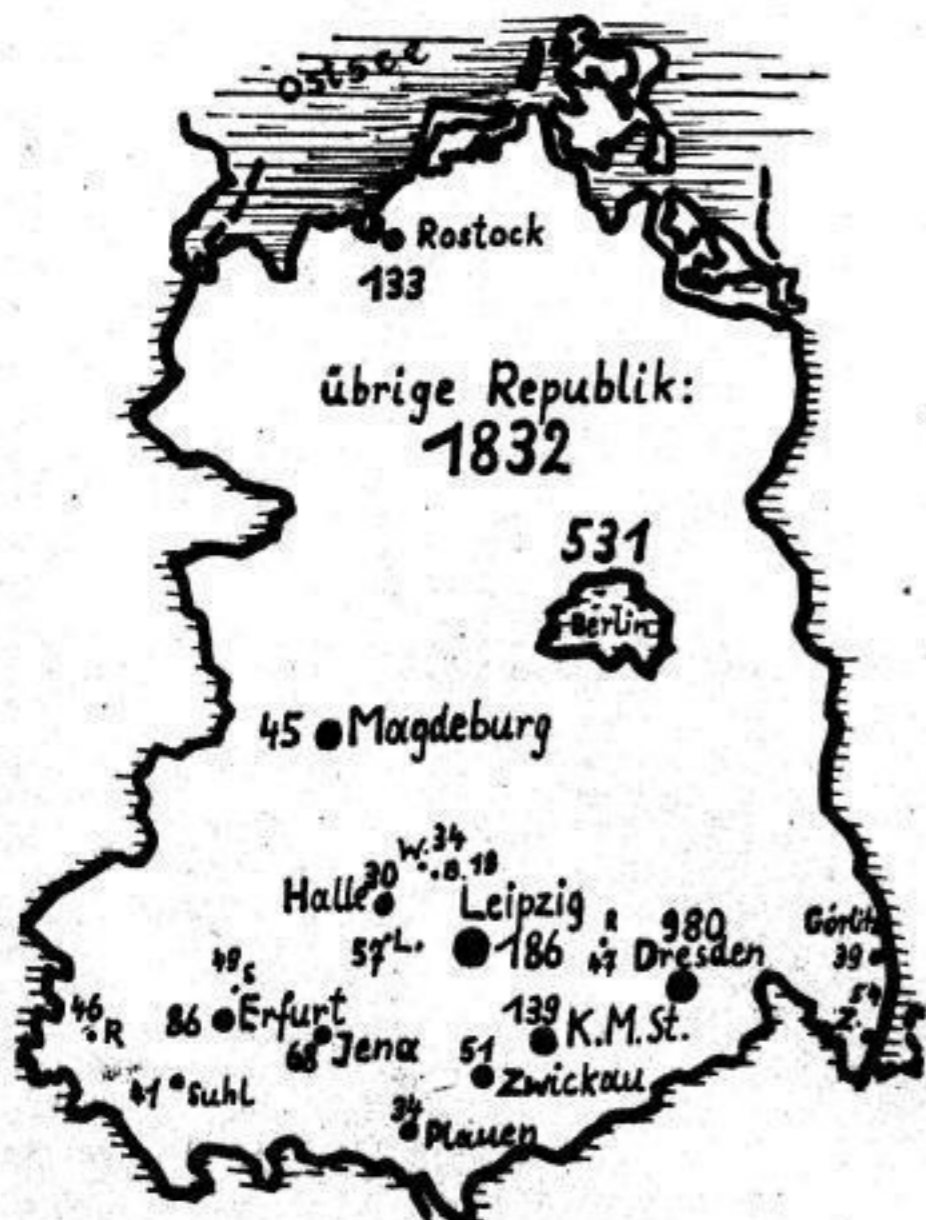 Ostsee
Rostock
133
übrige Republik:
1832
531
Berlin
45 Magdeburg
W. 34
B. 18
30
Halle
Leipzig
186
57 L.
R
47
980
Dresden
Görlitz
39
54
Z.
49
S
86 Erfurt
46
R
68 Jena
139
K.M.St.
51
Zwickau
41 Suhl
34
Plauen